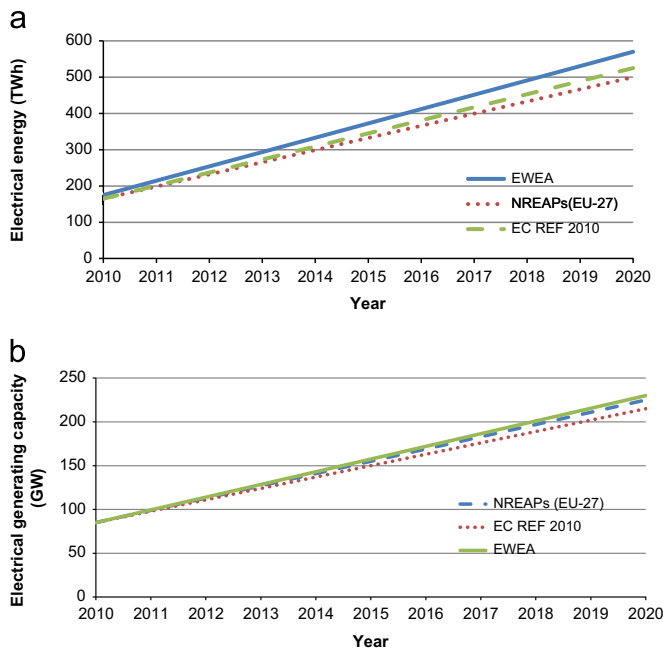 a
Electrical energy (TWh)
600
500
400
300
200
100
0
EWEA
NREAPs(EU-27)
EC REF 2010
2010 2011 2012 2013 2014 2015 2016 2017 2018 2019 2020
Year
b
Electrical generating capacity
(GW)
250
200
150
100
50
0
NREAPs (EU-27)
EC REF 2010
EWEA
2010 2011 2012 2013 2014 2015 2016 2017 2018 2019 2020
Year